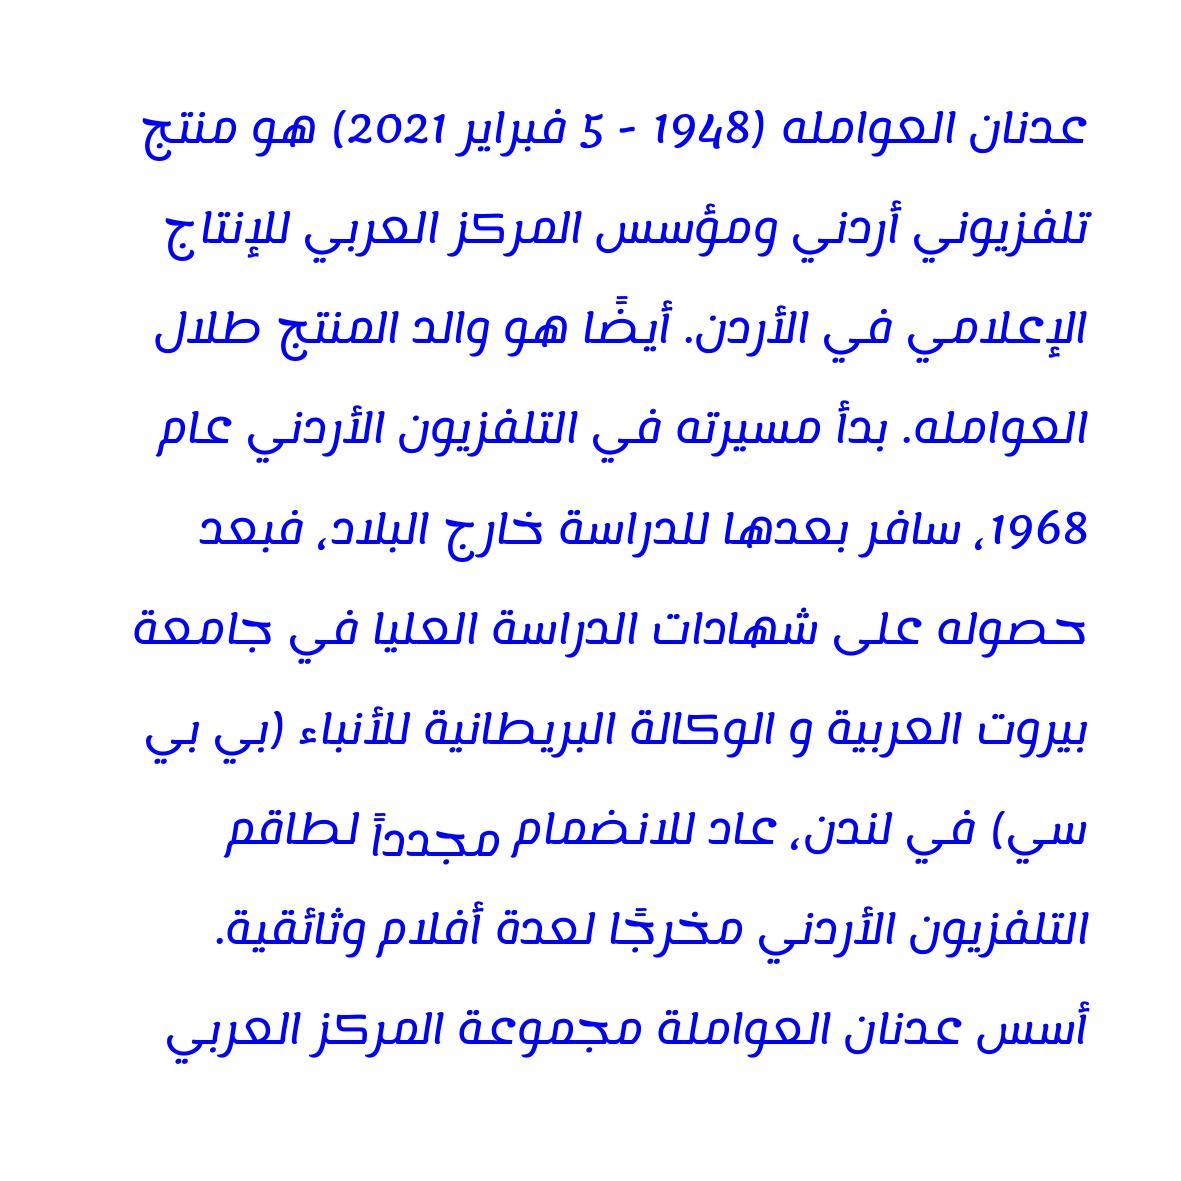 عدنان العوامله (1948 - 5 فبراير 2021) هو منتج
تلفزيوني أردني ومؤسس المركز العربي للإنتاج
الإعلامي في الأردن. أيضًا هو والد المنتج طلال
العوامله. بدأ مسيرته في التلفزيون الأردني عام
1968، سافر بعدها للدراسة خارج البلاد، فبعد
حصوله على شهادات الدراسة العليا في جامعة
بيروت العربية و الوكالة البريطانية للأنباء (بي بي
سي) في لندن، عاد للانضمام مجدداً لطاقم
التلفزيون الأردني مخرجًا لعدة أفلام وثائقية.
أسس عدنان العواملة مجموعة المركز العربي